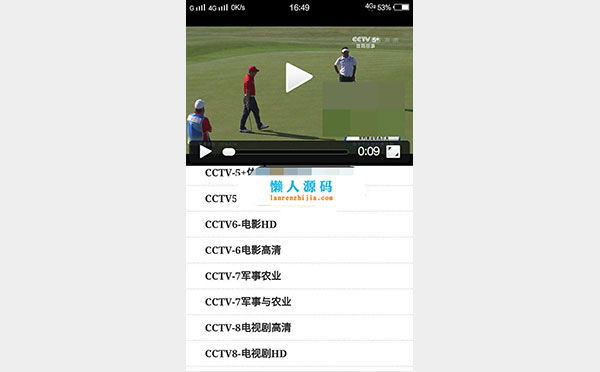 G 4G 0K/s 16:49 4G 53%
CCTV 5+
体育赛事
0:09
CCTV-5+体
懒人源码
lanrenzhijia.com
CCTV5
CCTV6-电影HD
CCTV-6电影高清
CCTV-7军事农业
CCTV-7军事与农业
CCTV-8电视剧高清
CCTV8-电视剧HD